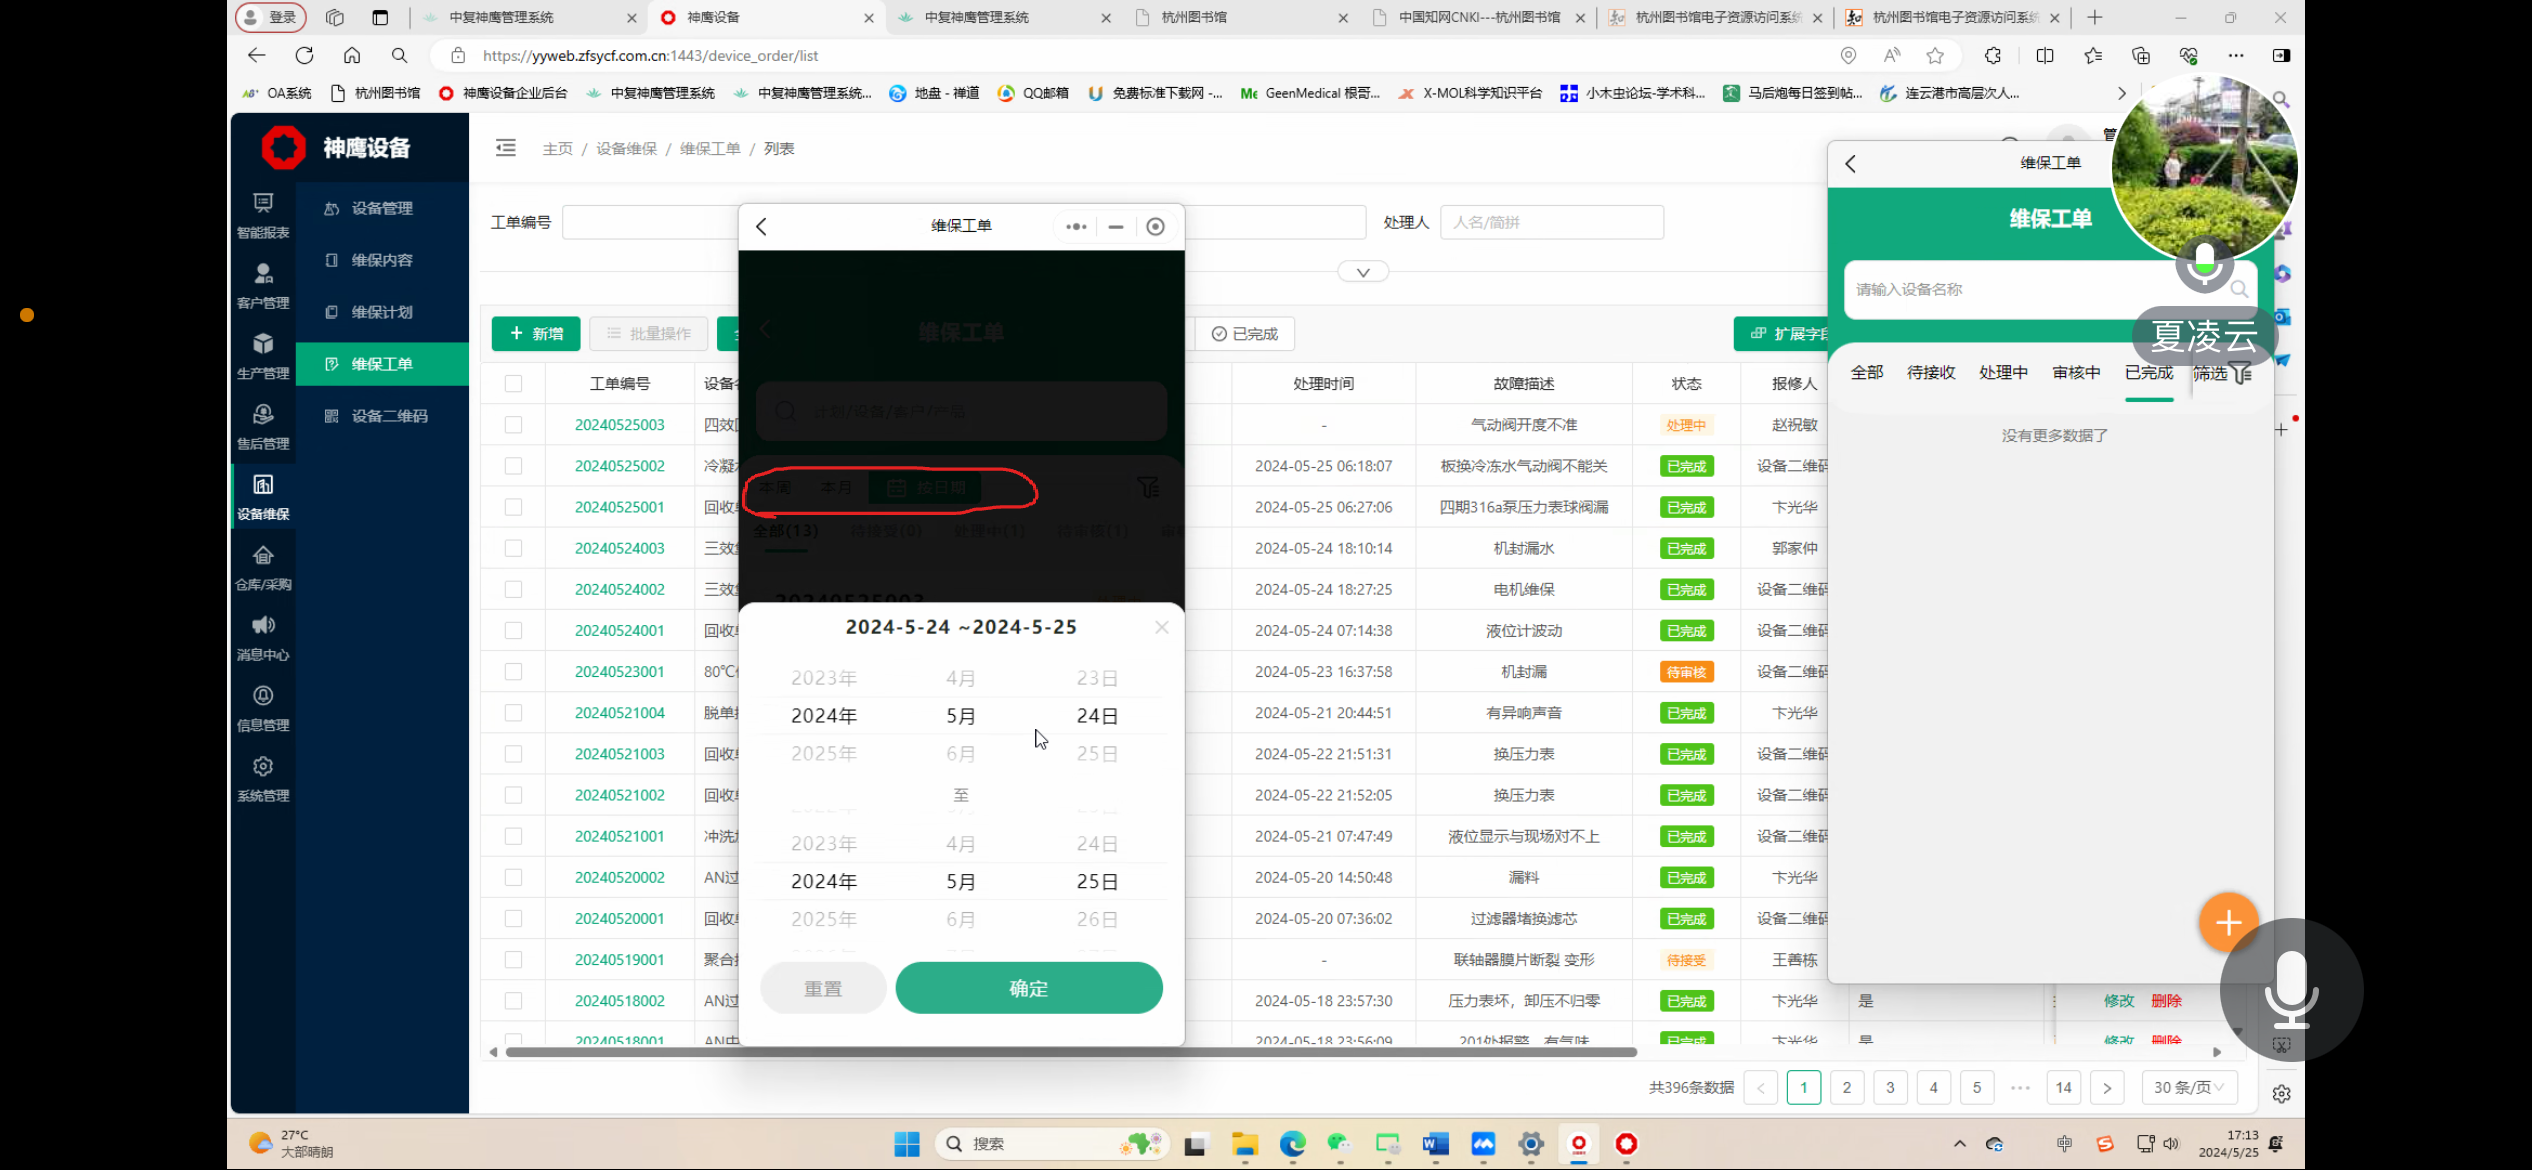 登录
中复神鹰管理系统
神鹰设备
中复神鹰管理系统
杭州图书馆
中国知网CNKI---杭州图书馆
杭州图书馆电子资源访问系统
杭州图书馆电子资源访问系统
https://yyweb.zfsycf.com.cn:1443/device_order/list
OA系统
杭州图书馆
神鹰设备企业后台
中复神鹰管理系统
中复神鹰管理系统...
地盘 - 禅道
QQ邮箱
免费标准下载网 -...
GeenMedical 根哥...
X-MOL科学知识平台
小木虫论坛-学术科...
马后炮每日签到帖...
连云港市高层次人...
神鹰设备
智能报表
客户管理
生产管理
售后管理
设备维保
仓库/采购
消息中心
信息管理
系统管理
设备管理
维保内容
维保计划
维保工单
设备二维码
主页 / 设备维保 / 维保工单 / 列表
工单编号
处理人 人名/简拼
+ 新增
批量操作
已完成
工单编号 处理时间 故障描述 状态 报修人
20240525003 四效 - 气动阀开度不准 处理中 赵祝敏
20240525002 冷凝 2024-05-25 06:18:07 板换冷冻水气动阀不能关 已完成 设备二维码
20240525001 回收 2024-05-25 06:27:06 四期316a泵压力表球阀漏 已完成 卞光华
20240524003 三效 2024-05-24 18:10:14 机封漏水 已完成 郭家仲
20240524002 三效 2024-05-24 18:27:25 电机维保 已完成 设备二维码
20240524001 回收 2024-05-24 07:14:38 液位计波动 已完成 设备二维码
20240523001 80℃ 2024-05-23 16:37:58 机封漏 待审核 设备二维码
20240521004 脱单 2024-05-21 20:44:51 有异响声音 已完成 卞光华
20240521003 回收 2024-05-22 21:51:31 换压力表 已完成 设备二维码
20240521002 回收 2024-05-22 21:52:05 换压力表 已完成 设备二维码
20240521001 冲洗 2024-05-21 07:47:49 液位显示与现场对不上 已完成 设备二维码
20240520002 AN过 2024-05-20 14:50:48 漏料 已完成 卞光华
20240520001 回收 2024-05-20 07:36:02 过滤器堵换滤芯 已完成 设备二维码
20240519001 聚合 - 联轴器膜片断裂 变形 待接受 王善栋
20240518002 AN过 2024-05-18 23:57:30 压力表坏，卸压不归零 已完成 卞光华 是 修改 删除
20240518001 AN中 2024-05-18 23:56:09 201处报警，有气味 已完成 卞光华 是 修改 删除
共396条数据 < 1 2 3 4 5 ••• 14 > 30 条/页
维保工单
维保工单
计划/设备/客户/产品
本周 本月 按日期
全部(13) 待接受(0) 处理中(1) 待审核(1)
20240525003
2024-5-24 ~2024-5-25
2023年 4月 23日
2024年 5月 24日
2025年 6月 25日
至
2023年 4月 24日
2024年 5月 25日
2025年 6月 26日
重置 确定
扩展字段
维保工单
维保工单
请输入设备名称
夏凌云
全部 待接收 处理中 审核中 已完成 筛选
没有更多数据了
27°C
大部晴朗
搜索
中
17:13
2024/5/25